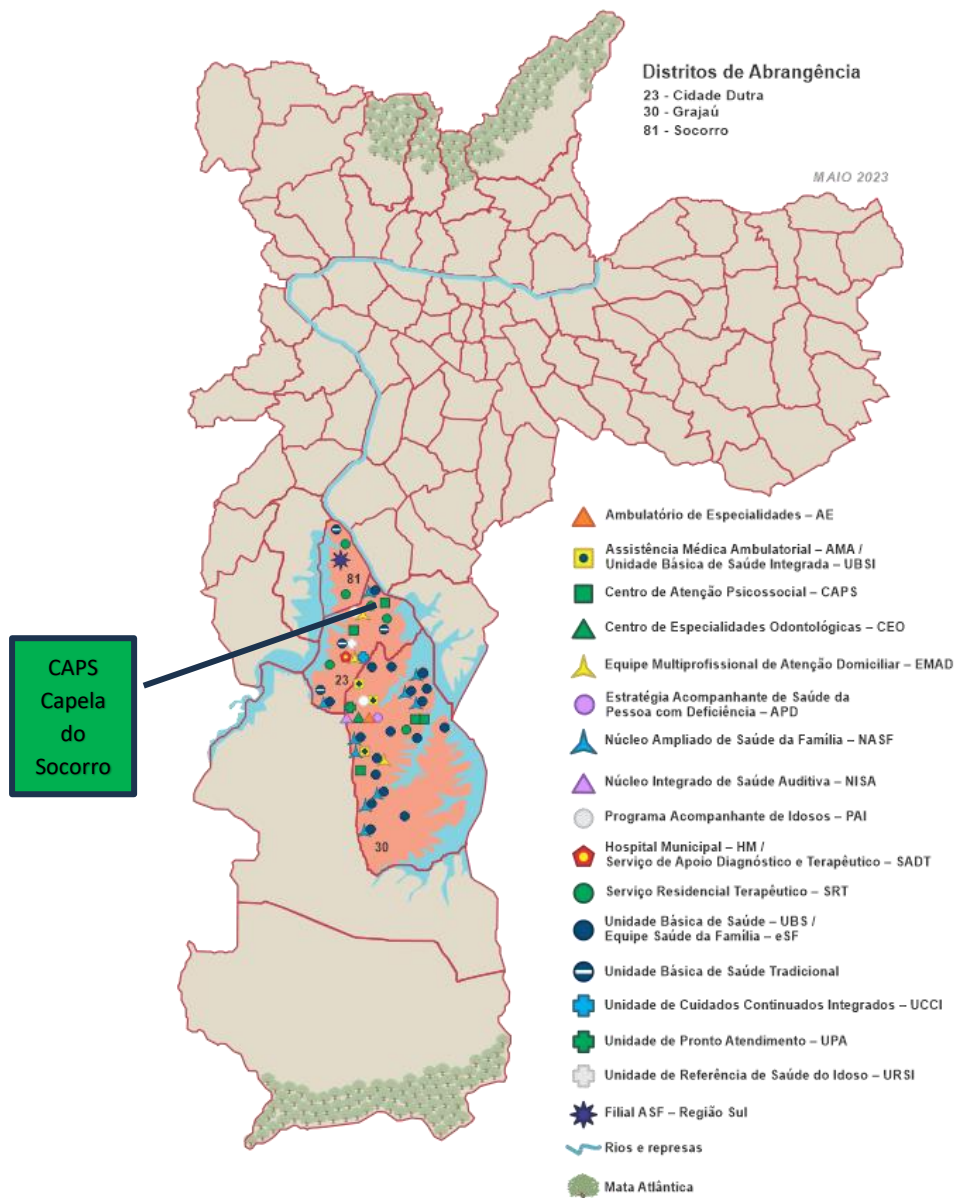 Distritos de Abrangência
23 - Cidade Dutra
30 - Grajaú
81 - Socorro
MAIO 2023
81
23
30
CAPS
Capela
do
Socorro
Ambulatório de Especialidades – AE
Assistência Médica Ambulatorial – AMA /
Unidade Básica de Saúde Integrada – UBSI
Centro de Atenção Psicossocial – CAPS
Centro de Especialidades Odontológicas – CEO
Equipe Multiprofissional de Atenção Domiciliar – EMAD
Estratégia Acompanhante de Saúde da
Pessoa com Deficiência – APD
Núcleo Ampliado de Saúde da Família – NASF
Núcleo Integrado de Saúde Auditiva – NISA
Programa Acompanhante de Idosos – PAI
Hospital Municipal – HM /
Serviço de Apoio Diagnóstico e Terapêutico – SADT
Serviço Residencial Terapêutico – SRT
Unidade Básica de Saúde – UBS /
Equipe Saúde da Família – eSF
Unidade Básica de Saúde Tradicional
Unidade de Cuidados Continuados Integrados – UCCI
Unidade de Pronto Atendimento – UPA
Unidade de Referência de Saúde do Idoso – URSI
Filial ASF – Região Sul
Rios e represas
Mata Atlântica